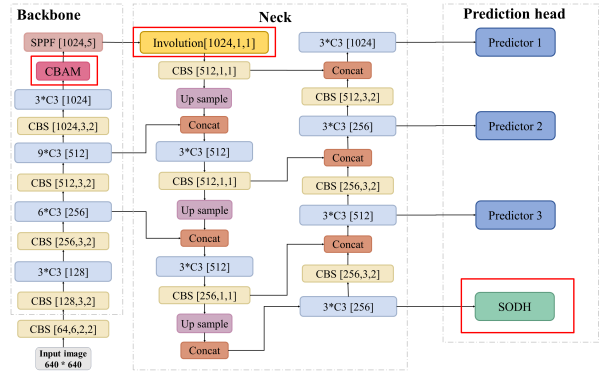 Backbone
Neck
Prediction head
SPPF [1024,5]
CBAM
3*C3 [1024]
CBS [1024,3,2]
9*C3 [512]
CBS [512,3,2]
6*C3 [256]
CBS [256,3,2]
3*C3 [128]
CBS [128,3,2]
CBS [64,6,2,2]
Input image
640 * 640
Involution[1024,1,1]
CBS [512,1,1]
Up sample
Concat
3*C3 [512]
CBS [512,1,1]
Up sample
Concat
3*C3 [512]
CBS [256,1,1]
Up sample
Concat
3*C3 [1024]
Concat
CBS [512,3,2]
3*C3 [256]
Concat
CBS [256,3,2]
3*C3 [512]
Concat
CBS [256,3,2]
3*C3 [256]
Predictor 1
Predictor 2
Predictor 3
SODH